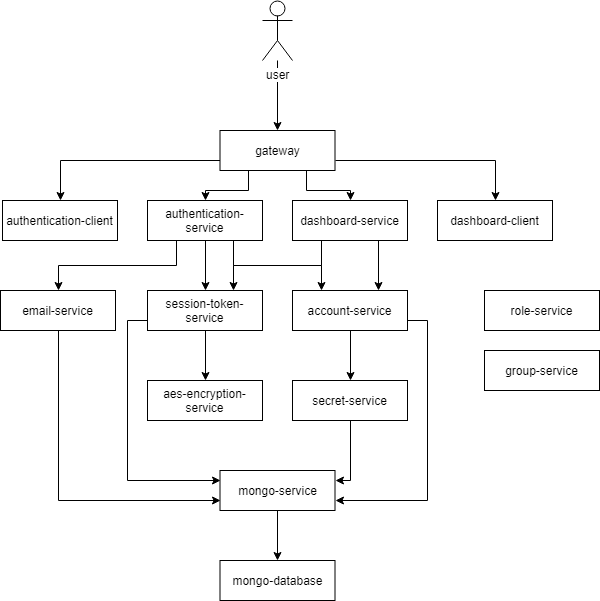 user
gateway
authentication-client
authentication-
service
dashboard-service
dashboard-client
email-service
session-token-
service
account-service
role-service
group-service
aes-encryption-
service
secret-service
mongo-service
mongo-database